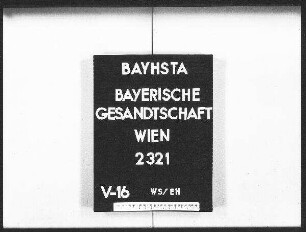 BAYHSTA
BAYERISCHE
GESANDTSCHAFT
WIEN
2321
V-16 WS/EH